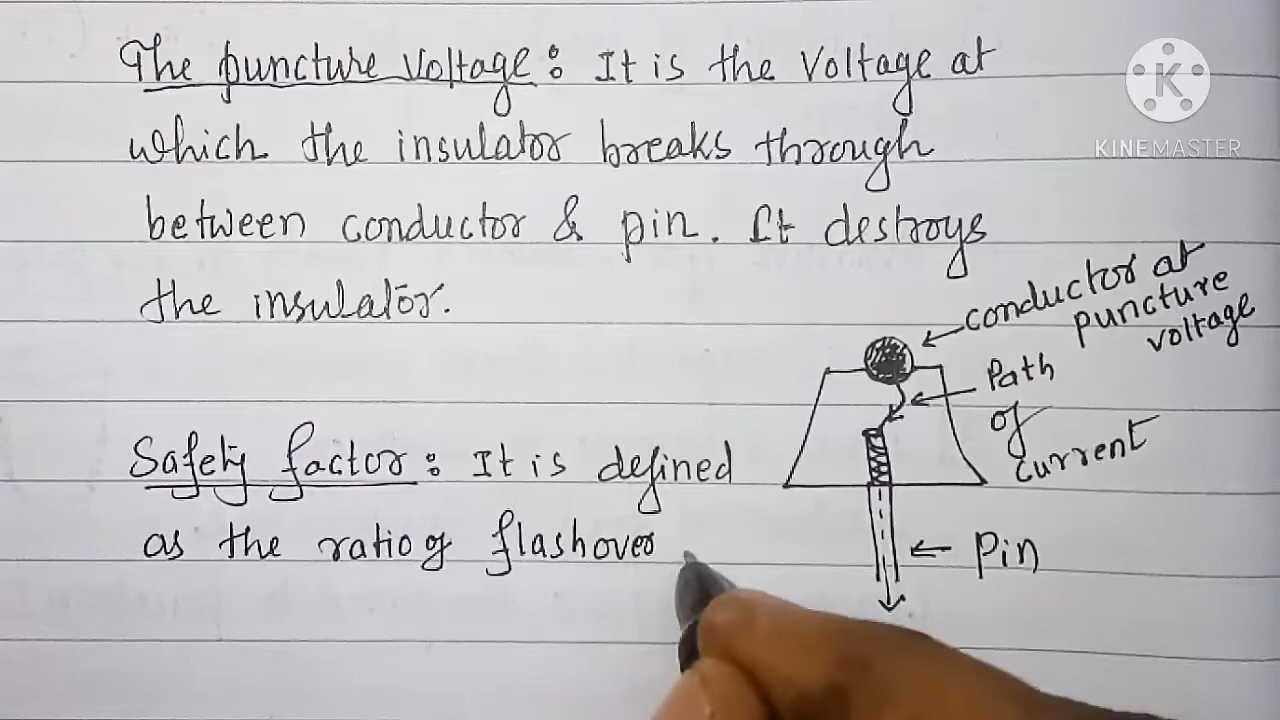 The puncture Voltage: It is the Voltage at
which the insulator breaks through
between conductor & pin. It destroys
the insulator.
conductor at
puncture
voltage
Path
of
current
Safety factor: It is defined
as the ratio of flashover
Pin
K
KINEMASTER